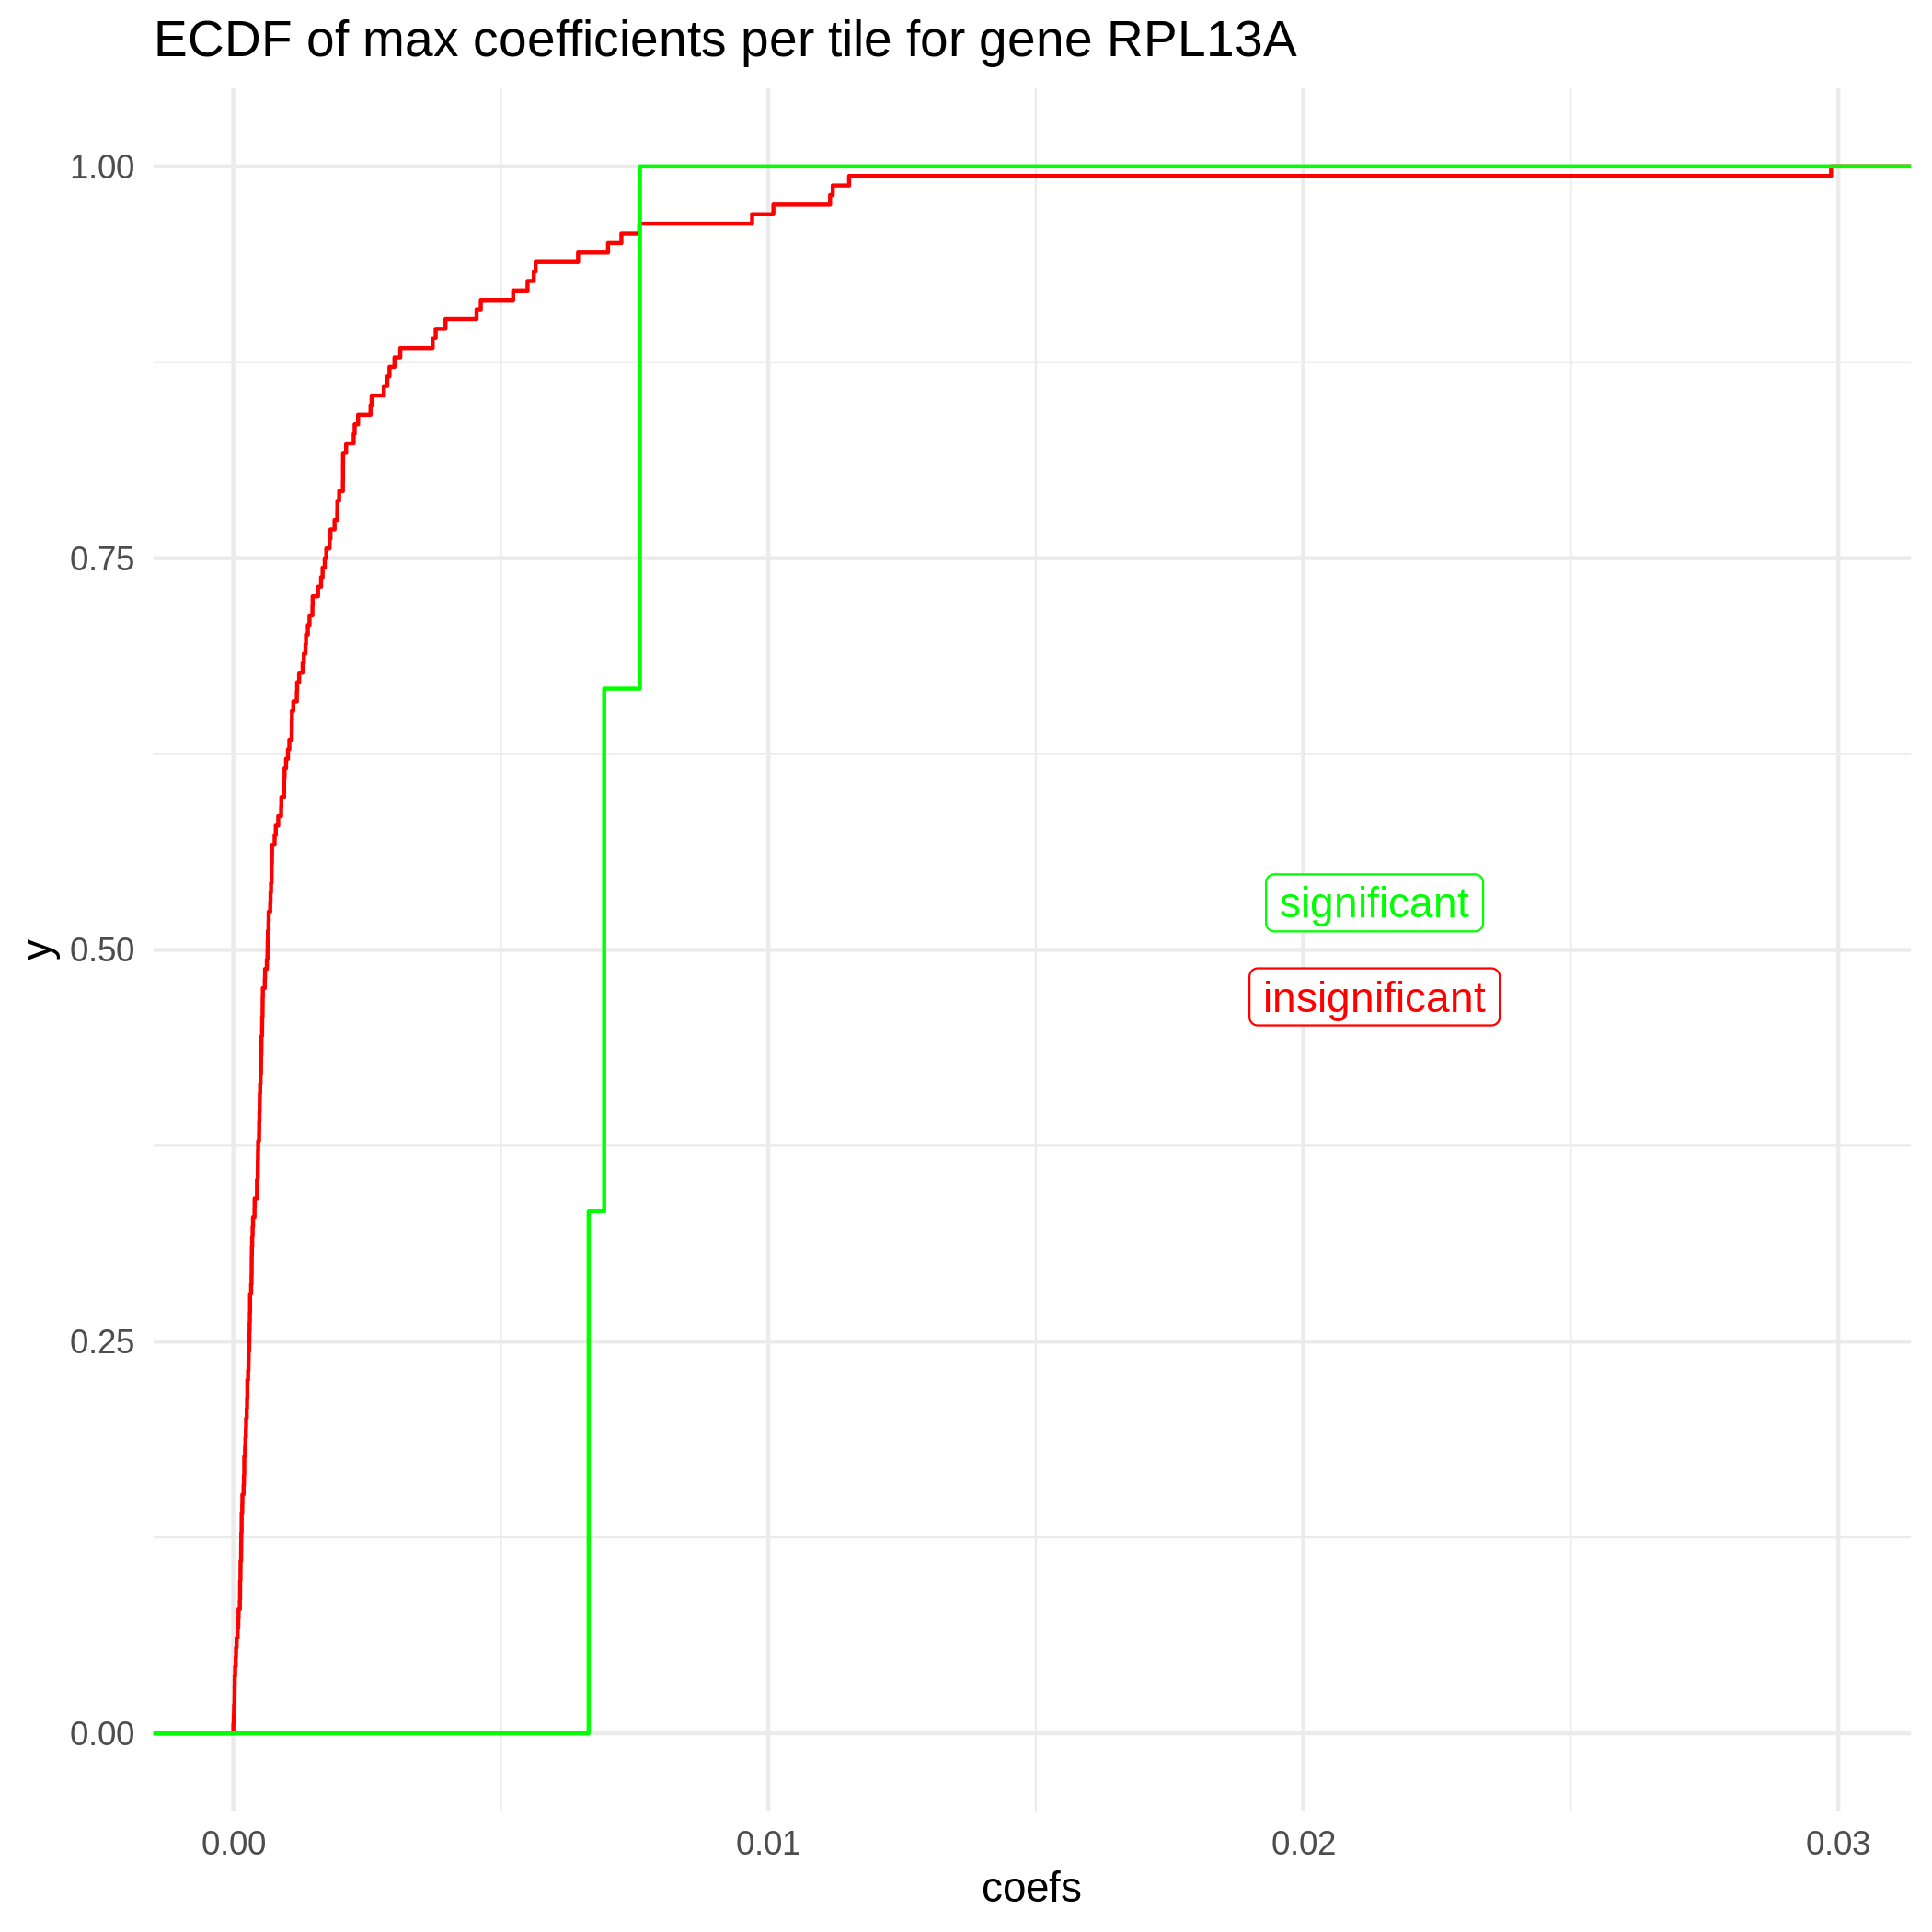 ECDF of max coefficients per tile for gene RPL13A
1.00
0.75
0.50
0.25
0.00
y
significant
insignificant
0.00 0.01 0.02 0.03
coefs